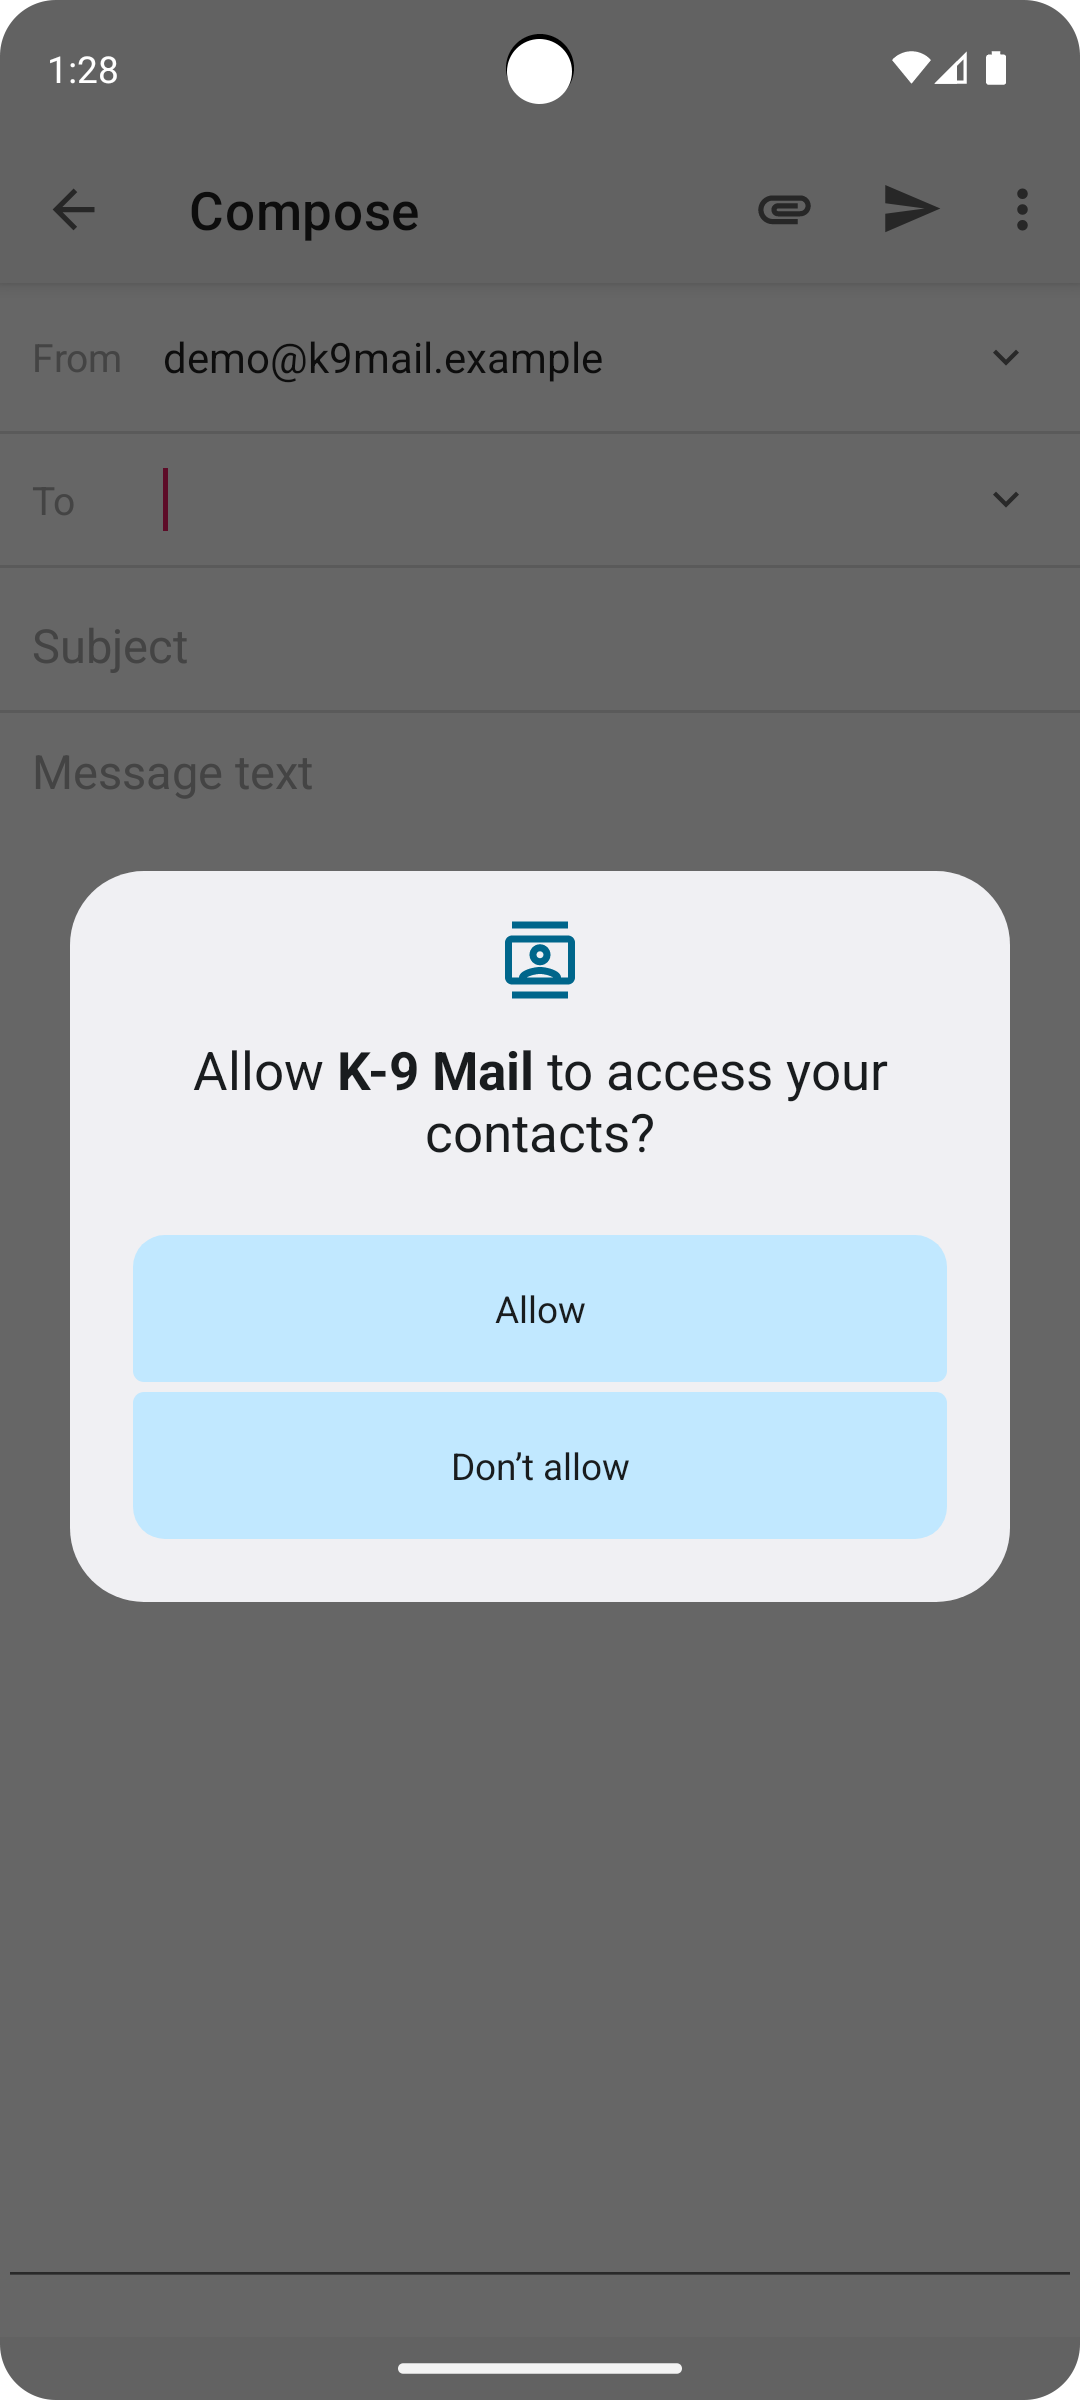 1:28
Compose
From demo@k9mail.example
To
Subject
Message text
Allow K-9 Mail to access your
contacts?
Allow
Don’t allow